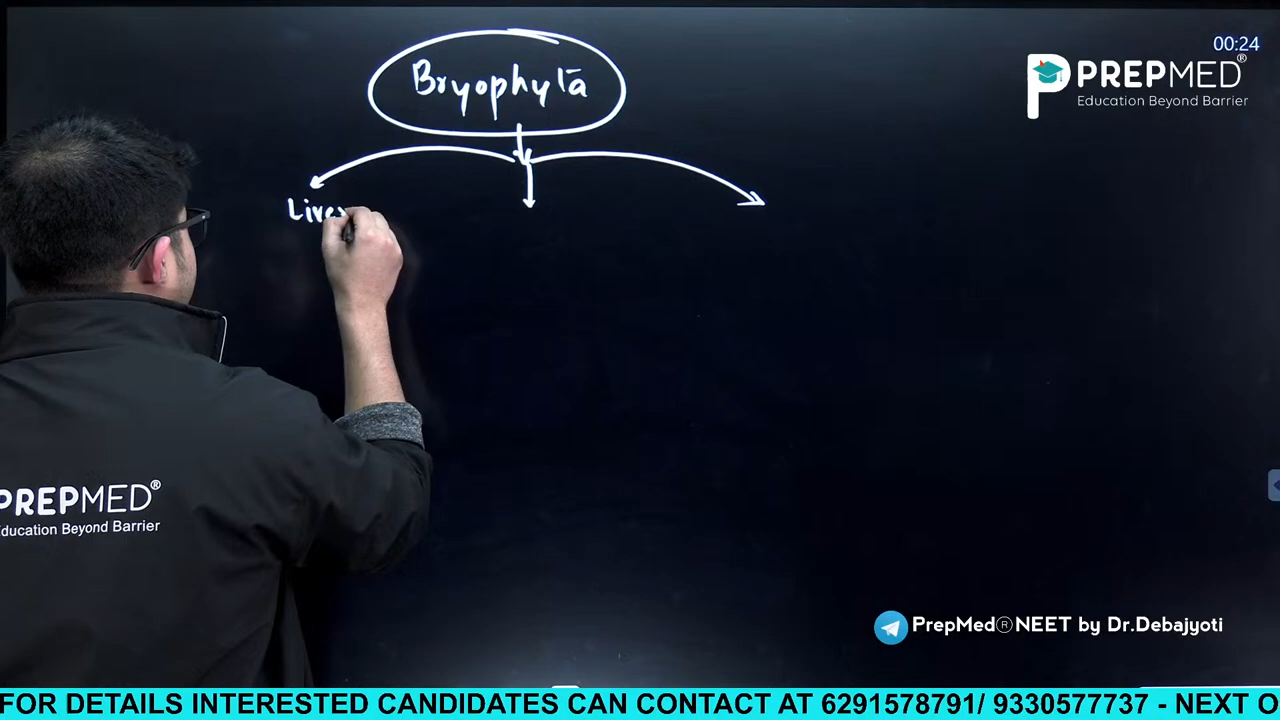 00:24
PREPMED®
Education Beyond Barrier
Bryophyta
PREPMED®
Education Beyond Barrier
PrepMed® NEET by Dr.Debajyoti
FOR DETAILS INTERESTED CANDIDATES CAN CONTACT AT 6291578791/ 9330577737 - NEXT